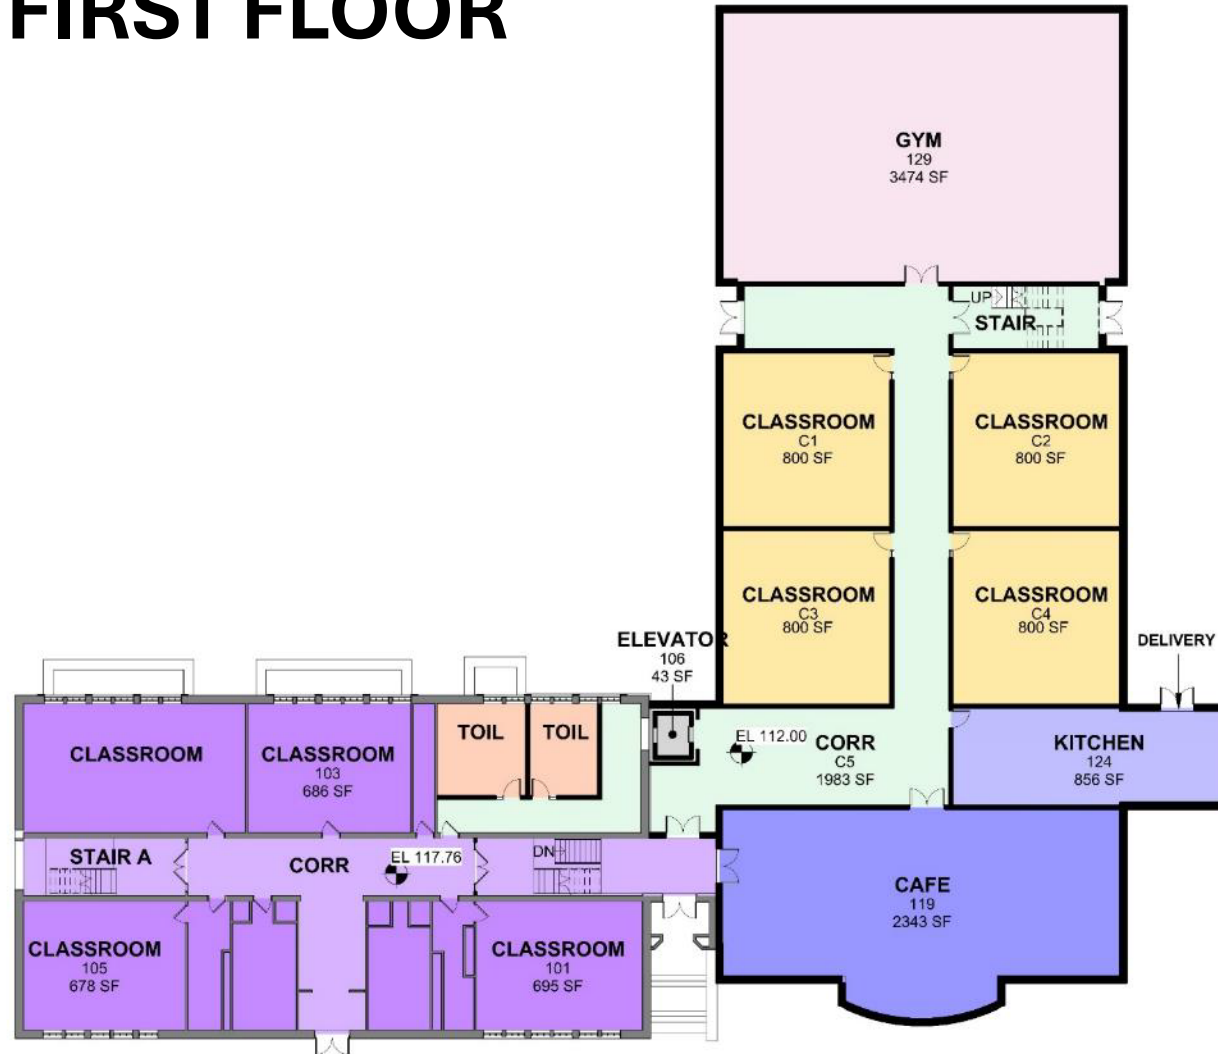 FIRST FLOOR
GYM
129
3474 SF
UP
STAIR
CLASSROOM
C1
800 SF
CLASSROOM
C2
800 SF
CLASSROOM
C3
800 SF
CLASSROOM
C4
800 SF
ELEVATOR
106
43 SF
DELIVERY
CLASSROOM
CLASSROOM
103
686 SF
TOIL
TOIL
EL 112.00
CORR
C5
1983 SF
KITCHEN
124
856 SF
STAIR A
CORR
EL 117.76
DN
CAFE
119
2343 SF
CLASSROOM
105
678 SF
CLASSROOM
101
695 SF